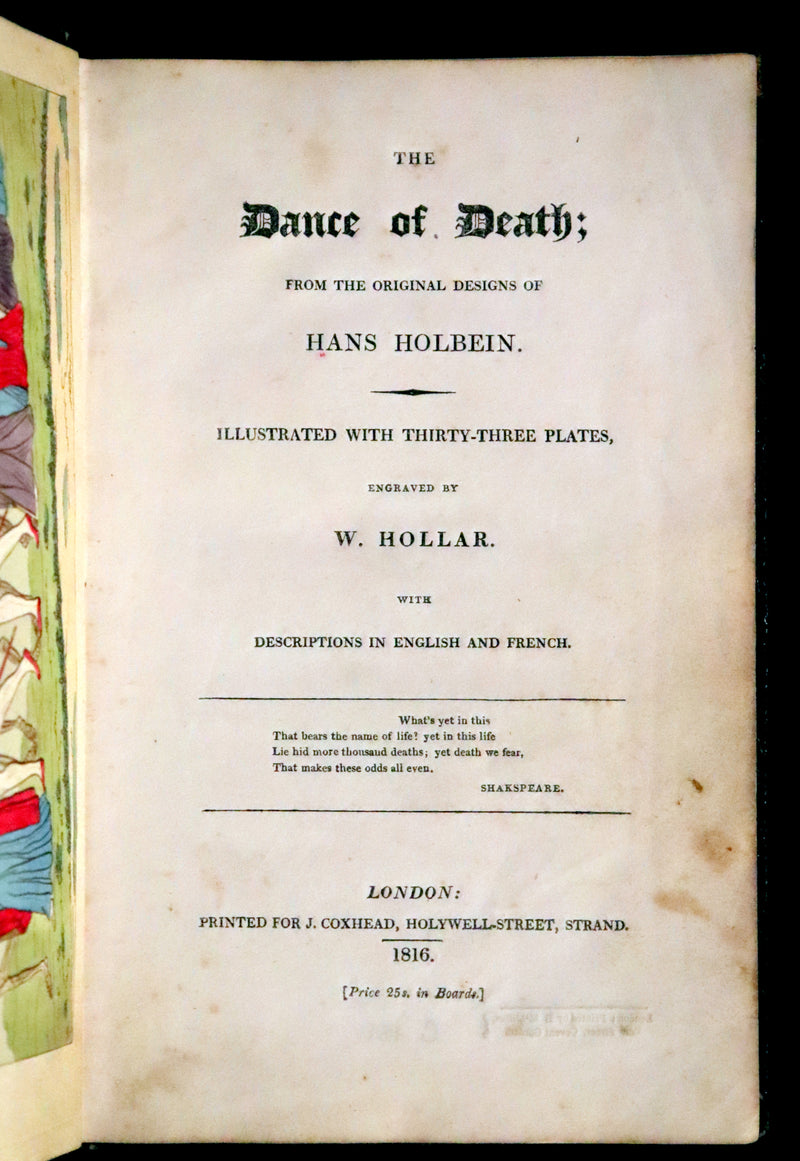 THE
Dance of Death;
FROM THE ORIGINAL DESIGNS OF
HANS HOLBEIN.
ILLUSTRATED WITH THIRTY-THREE PLATES,
ENGRAVED BY
W. HOLLAR.
WITH
DESCRIPTIONS IN ENGLISH AND FRENCH.
What's yet in this
That bears the name of life? yet in this life
Lie hid more thousand deaths; yet death we fear,
That makes these odds all even.
SHAKSPEARE.
LONDON:
PRINTED FOR J. COXHEAD, HOLYWELL-STREET, STRAND.
1816.
[Price 25s. in Boards.]